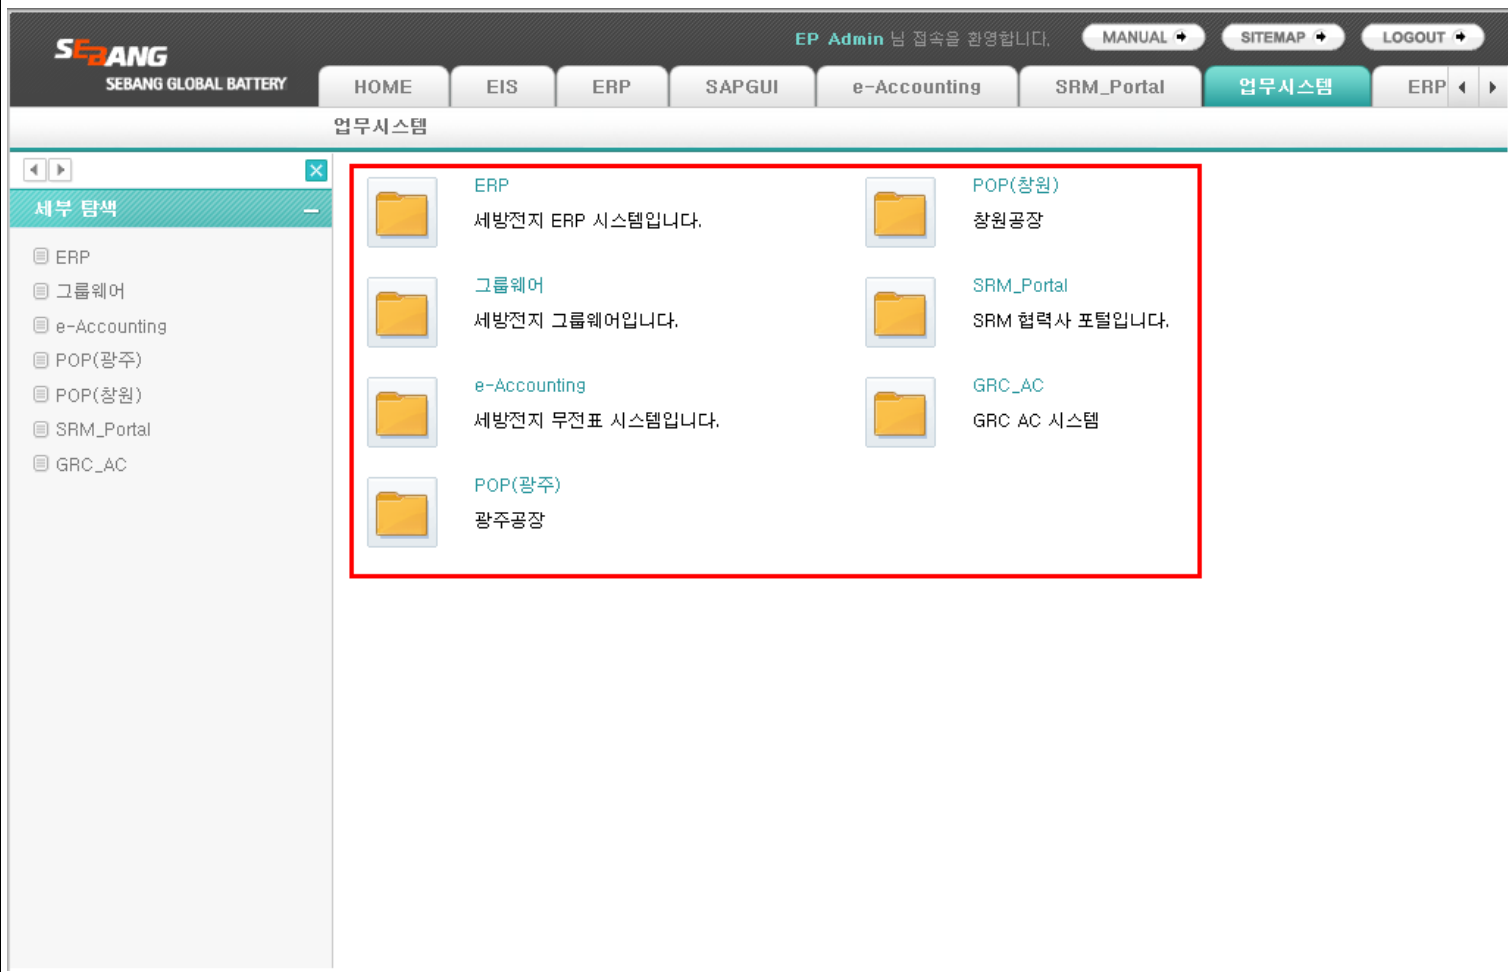 SEBANG
SEBANG GLOBAL BATTERY
EP Admin 님 접속을 환영합니다.
MANUAL
SITEMAP
LOGOUT
HOME
EIS
ERP
SAPGUI
e-Accounting
SRM_Portal
업무시스템
ERP
업무시스템
세부 탐색
ERP
그룹웨어
e-Accounting
POP(광주)
POP(창원)
SRM_Portal
GRC_AC
ERP
세방전지 ERP 시스템입니다.
그룹웨어
세방전지 그룹웨어입니다.
e-Accounting
세방전지 무전표 시스템입니다.
POP(광주)
광주공장
POP(창원)
창원공장
SRM_Portal
SRM 협력사 포털입니다.
GRC_AC
GRC AC 시스템